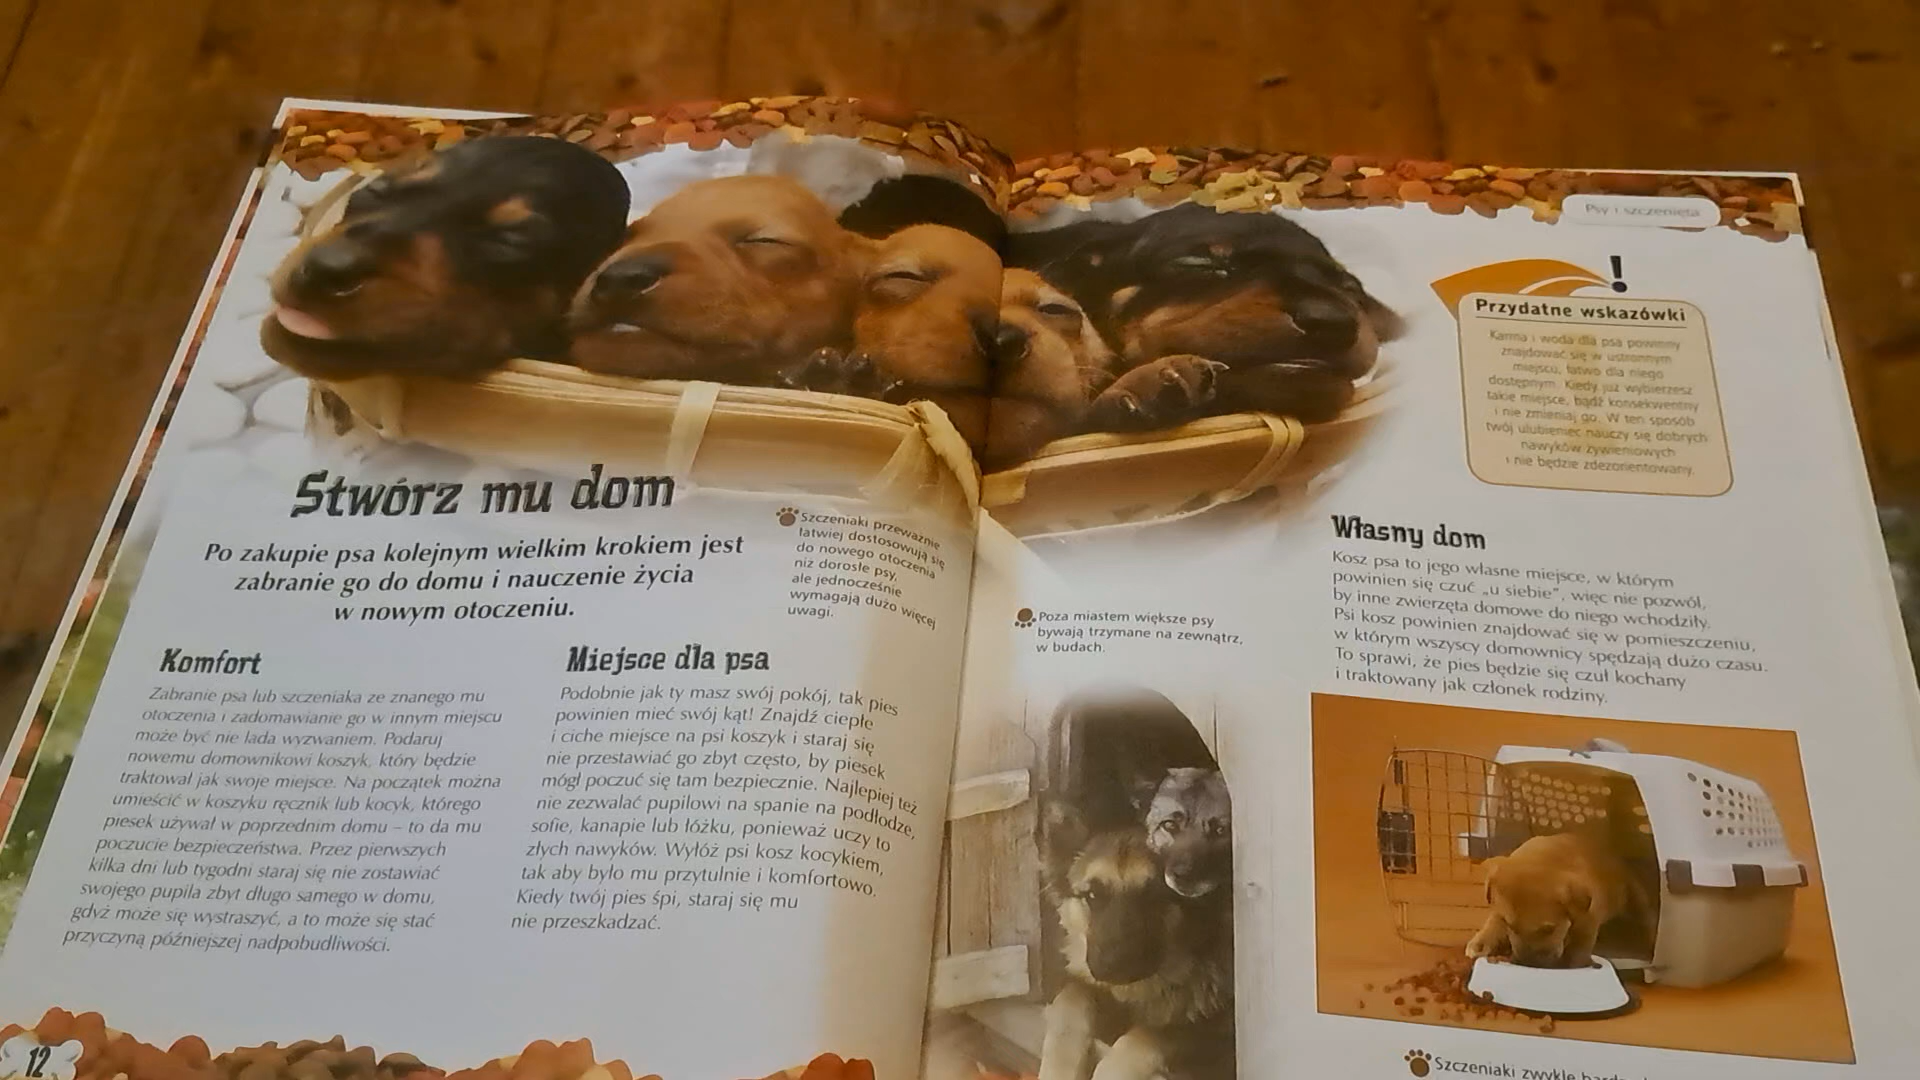 Stwórz mu dom
Po zakupie psa kolejnym wielkim krokiem jest
zabranie go do domu i nauczenie życia
w nowym otoczeniu.
Szczeniaki przeważnie
łatwiej dostosowują się
do nowego otoczenia
niż dorosłe psy,
ale jednocześnie
wymagają dużo więcej
uwagi.
Komfort
Zabranie psa lub szczeniaka ze znanego mu
otoczenia i zadomawianie go w innym miejscu
może być nie lada wyzwaniem. Podaruj
nowemu domownikowi koszyk, który będzie
traktował jak swoje miejsce. Na początek można
umieścić w koszyku ręcznik lub kocyk, którego
piesek używał w poprzednim domu – to da mu
poczucie bezpieczeństwa. Przez pierwszych
kilka dni lub tygodni staraj się nie zostawiać
swojego pupila zbyt długo samego w domu,
gdyż może się wystraszyć, a to może się stać
przyczyną późniejszej nadpobudliwości.
12
Miejsce dla psa
Podobnie jak ty masz swój pokój, tak pies
powinien mieć swój kąt! Znajdź ciepłe
i ciche miejsce na psi koszyk i staraj się
nie przestawiać go zbyt często, by piesek
mógł poczuć się tam bezpiecznie. Najlepiej też
nie zezwalać pupilowi na spanie na podłodze,
sofie, kanapie lub łóżku, ponieważ uczy to
złych nawyków. Wyłóż psi kosz kocykiem,
tak aby było mu przytulnie i komfortowo.
Kiedy twój pies śpi, staraj się mu
nie przeszkadzać.
Psy i szczenięta
!
Przydatne wskazówki
Karma i woda dla psa powinny
znajdować się w ustronnym
miejscu, łatwo dla niego
dostępnym. Kiedy już wybierzesz
takie miejsce, bądź konsekwentny
i nie zmieniaj go. W ten sposób
twój ulubieniec nauczy się dobrych
nawyków żywieniowych
i nie będzie zdezorientowany.
Poza miastem większe psy
bywają trzymane na zewnątrz,
w budach.
Własny dom
Kosz psa to jego własne miejsce, w którym
powinien się czuć „u siebie”, więc nie pozwól,
by inne zwierzęta domowe do niego wchodziły.
Psi kosz powinien znajdować się w pomieszczeniu,
w którym wszyscy domownicy spędzają dużo czasu.
To sprawi, że pies będzie się czuł kochany
i traktowany jak członek rodziny.
Szczeniaki zwykle